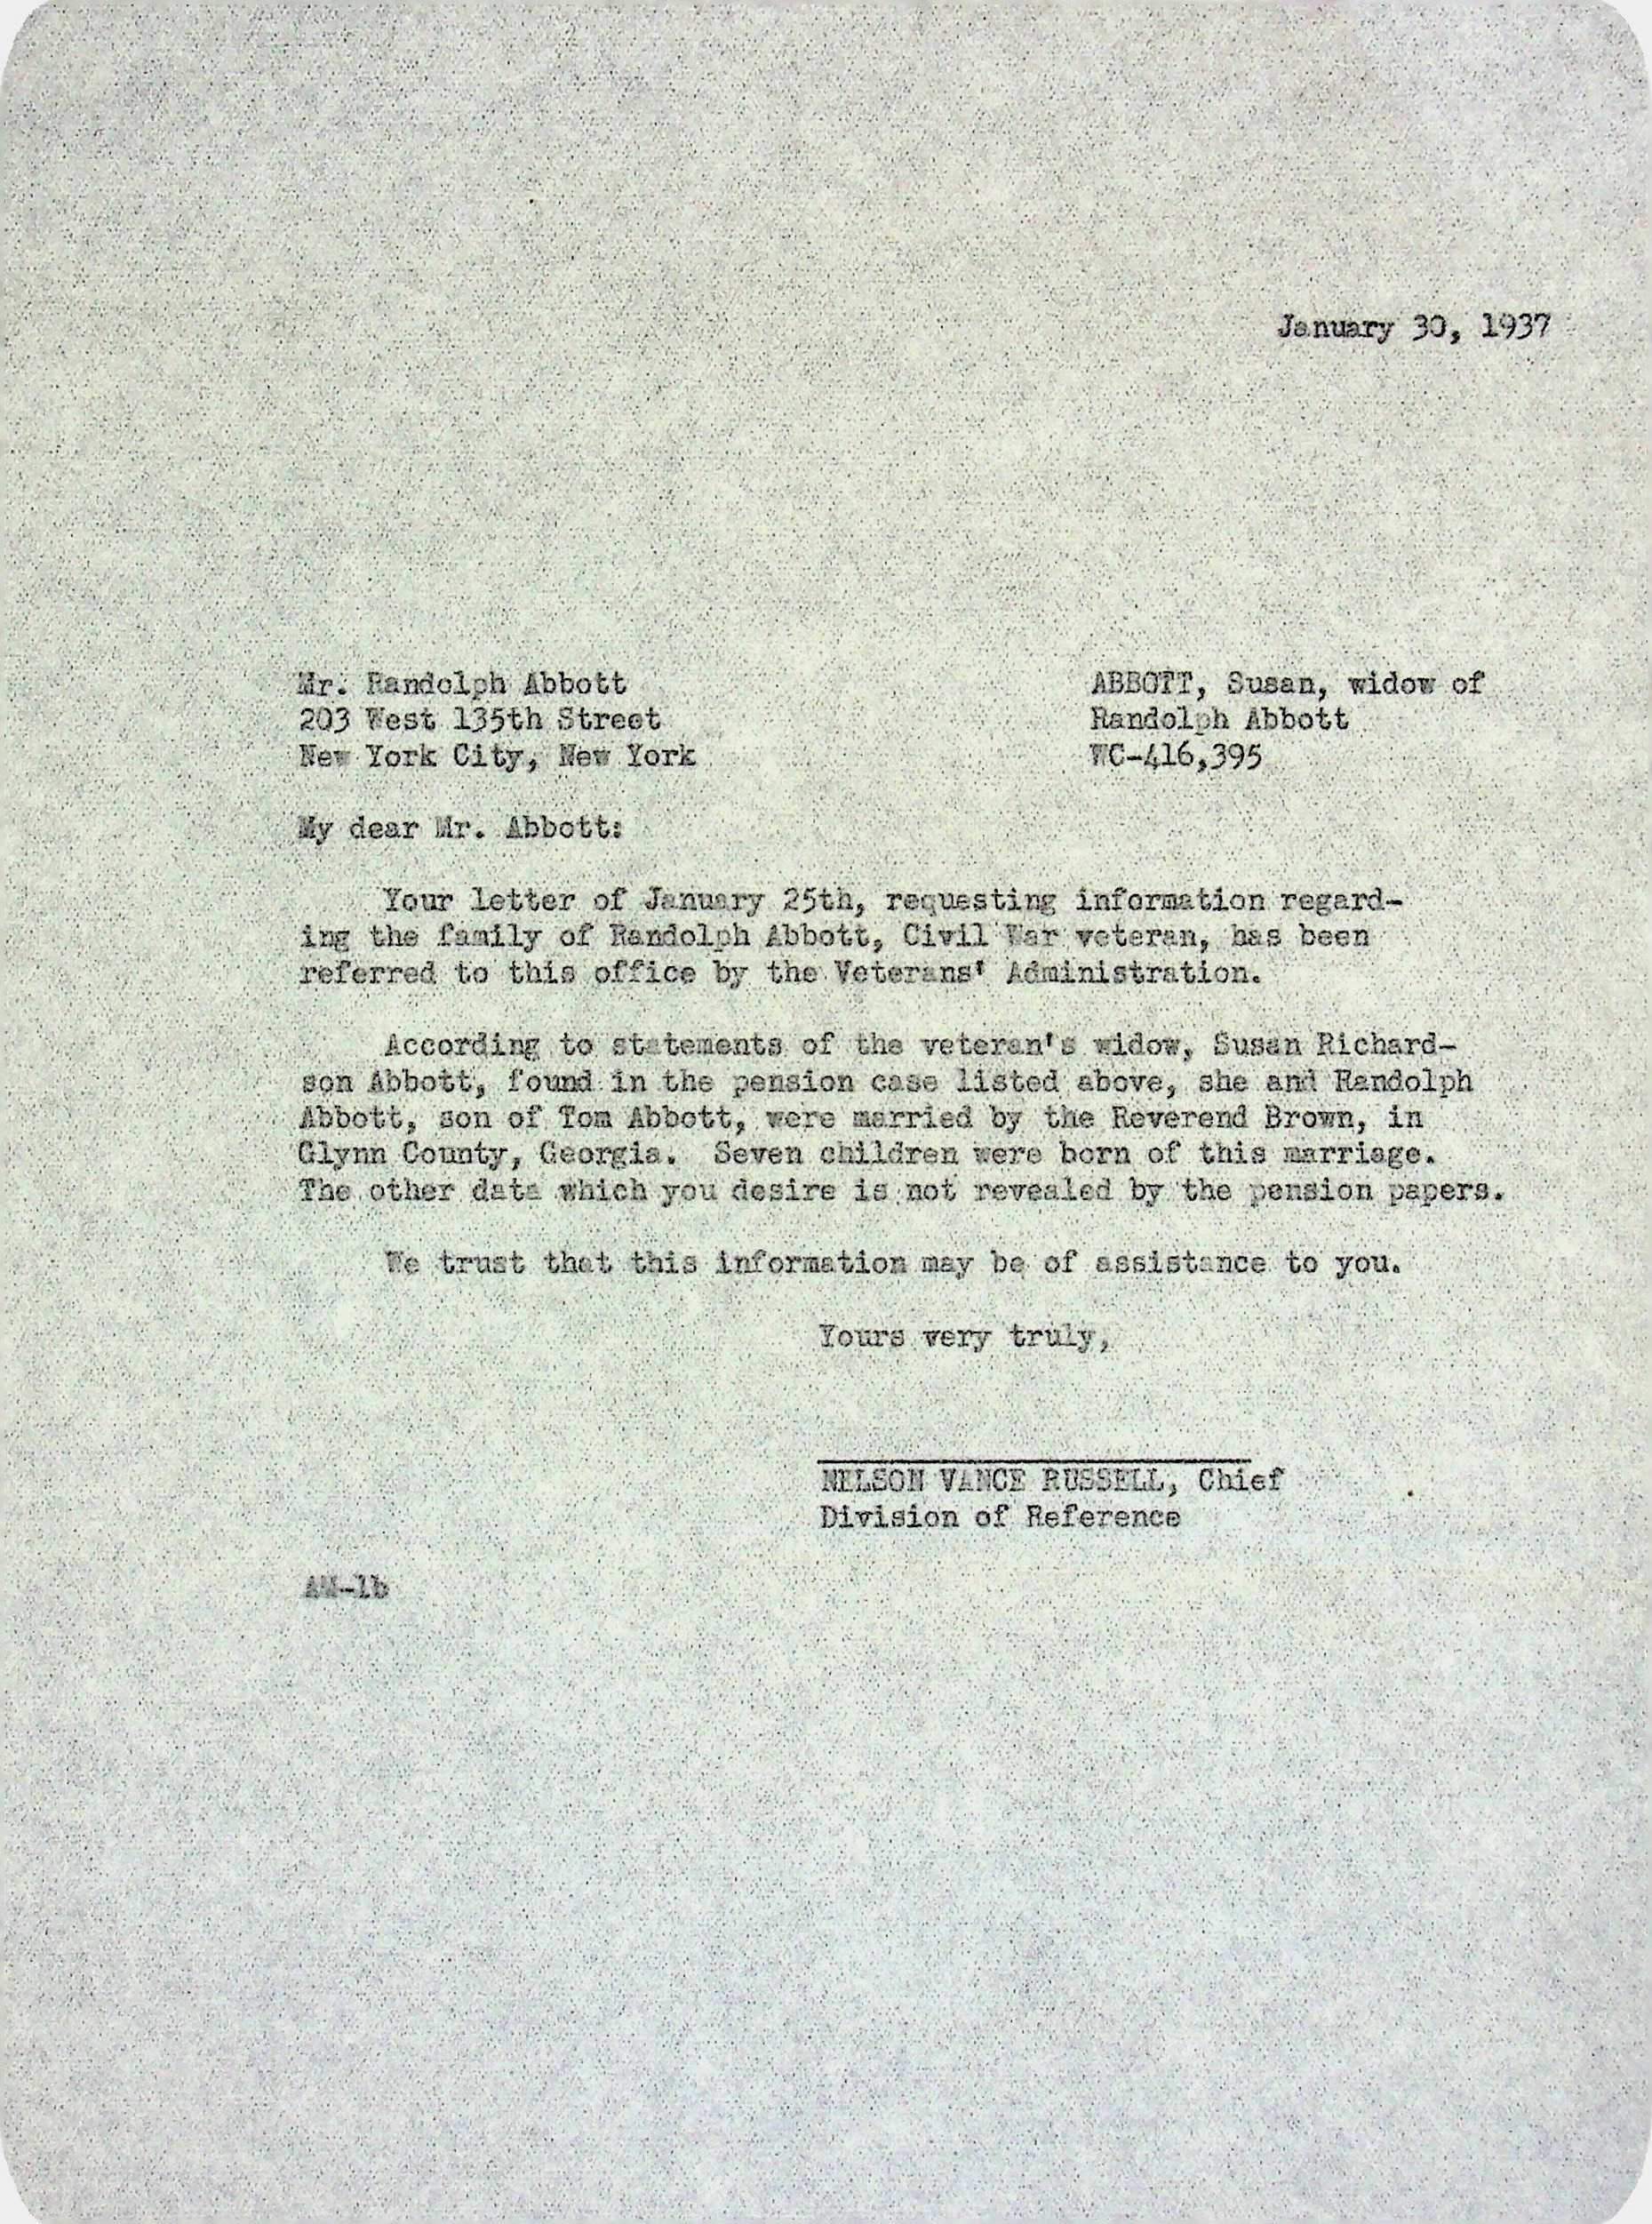 January 30, 1937
Mr. Randolph Abbott
203 West 135th Street
New York City, New York
ABBOTT, Susan, widow of
Randolph Abbott
WC-416,395
My dear Mr. Abbott:
Your letter of January 25th, requesting information regard-
ing the family of Randolph Abbott, Civil War veteran, has been
referred to this office by the Veterans' Administration.
According to statements of the veteran's widow, Susan Richard-
son Abbott, found in the pension case listed above, she and Randolph
Abbott, son of Tom Abbott, were married by the Reverend Brown, in
Glynn County, Georgia. Seven children were born of this marriage.
The other data which you desire is not revealed by the pension papers.
We trust that this information may be of assistance to you.
Yours very truly,
NELSON VANCE RUSSELL, Chief
Division of Reference
AM-lb